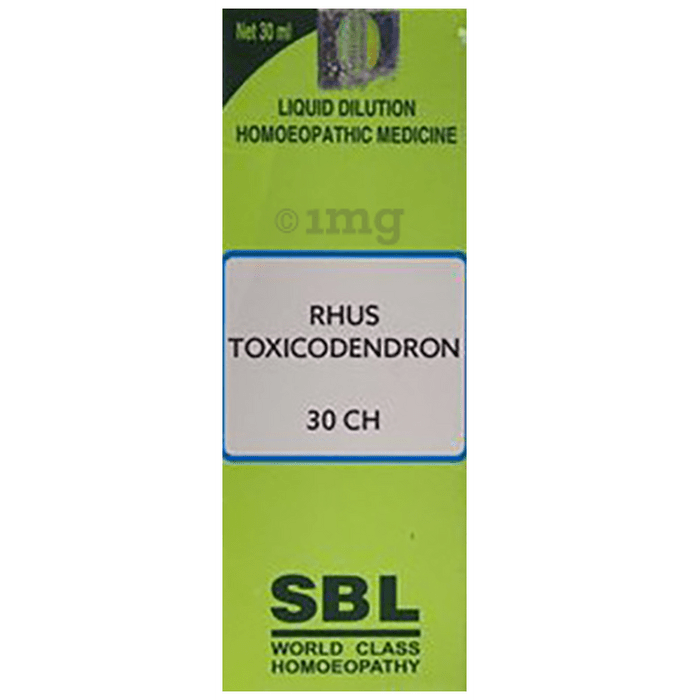 Net 30 ml
LIQUID DILUTION
HOMOEOPATHIC MEDICINE
©1mg
RHUS
TOXICODENDRON
30 CH
SBL
WORLD CLASS
HOMOEOPATHY